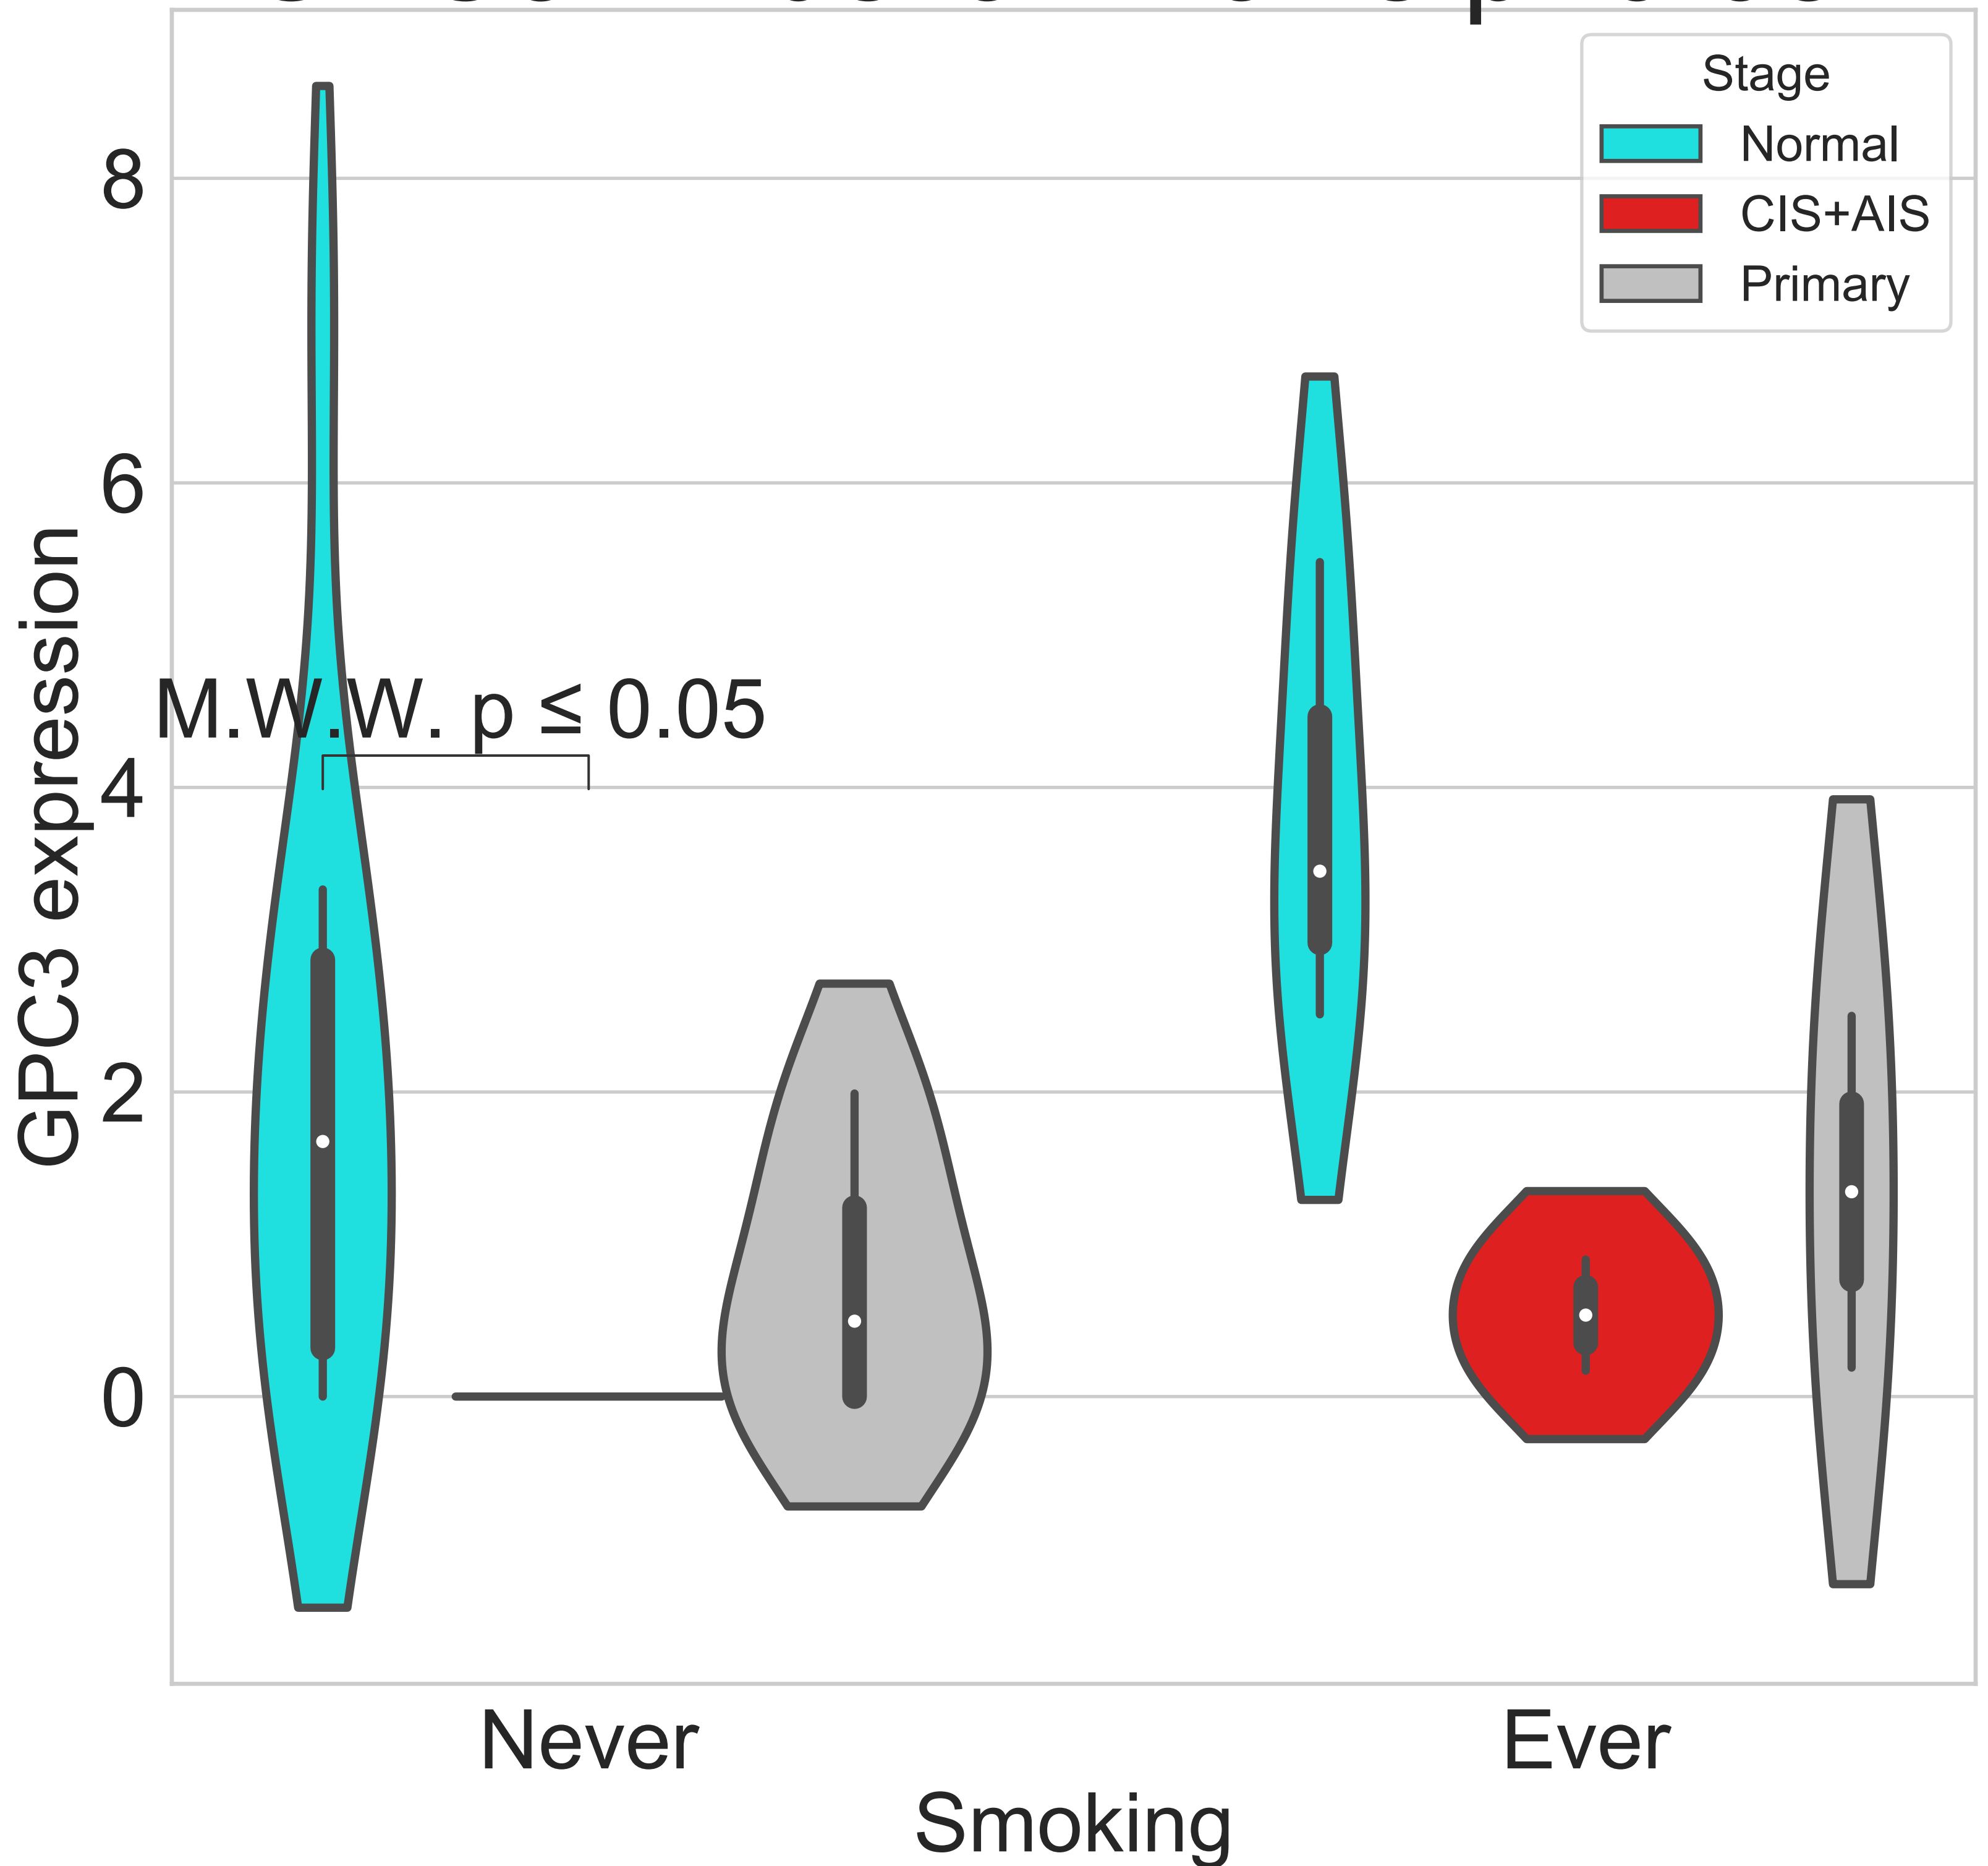 Stage
Normal
CIS+AIS
Primary
8
6
4
2
0
GPC3 expression
M.W.W. p ≤ 0.05
Never
Ever
Smoking